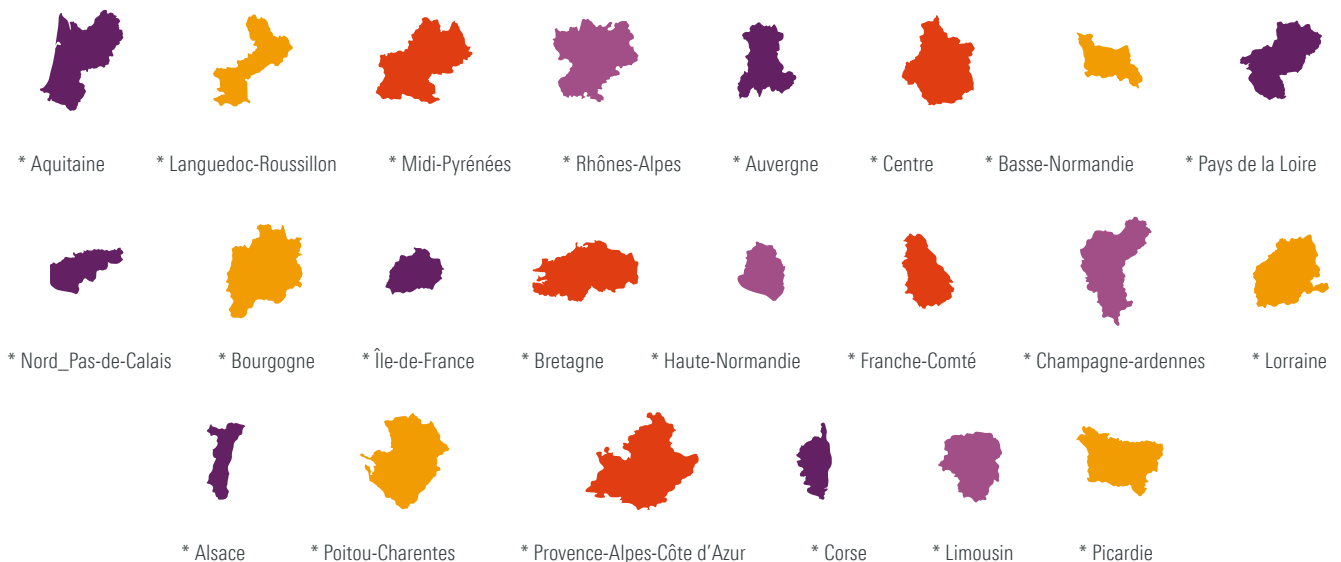 * Aquitaine * Languedoc-Roussillon * Midi-Pyrénées * Rhônes-Alpes * Auvergne * Centre * Basse-Normandie * Pays de la Loire
* Nord_Pas-de-Calais * Bourgogne * Île-de-France * Bretagne * Haute-Normandie * Franche-Comté * Champagne-ardennes * Lorraine
* Alsace * Poitou-Charentes * Provence-Alpes-Côte d'Azur * Corse * Limousin * Picardie